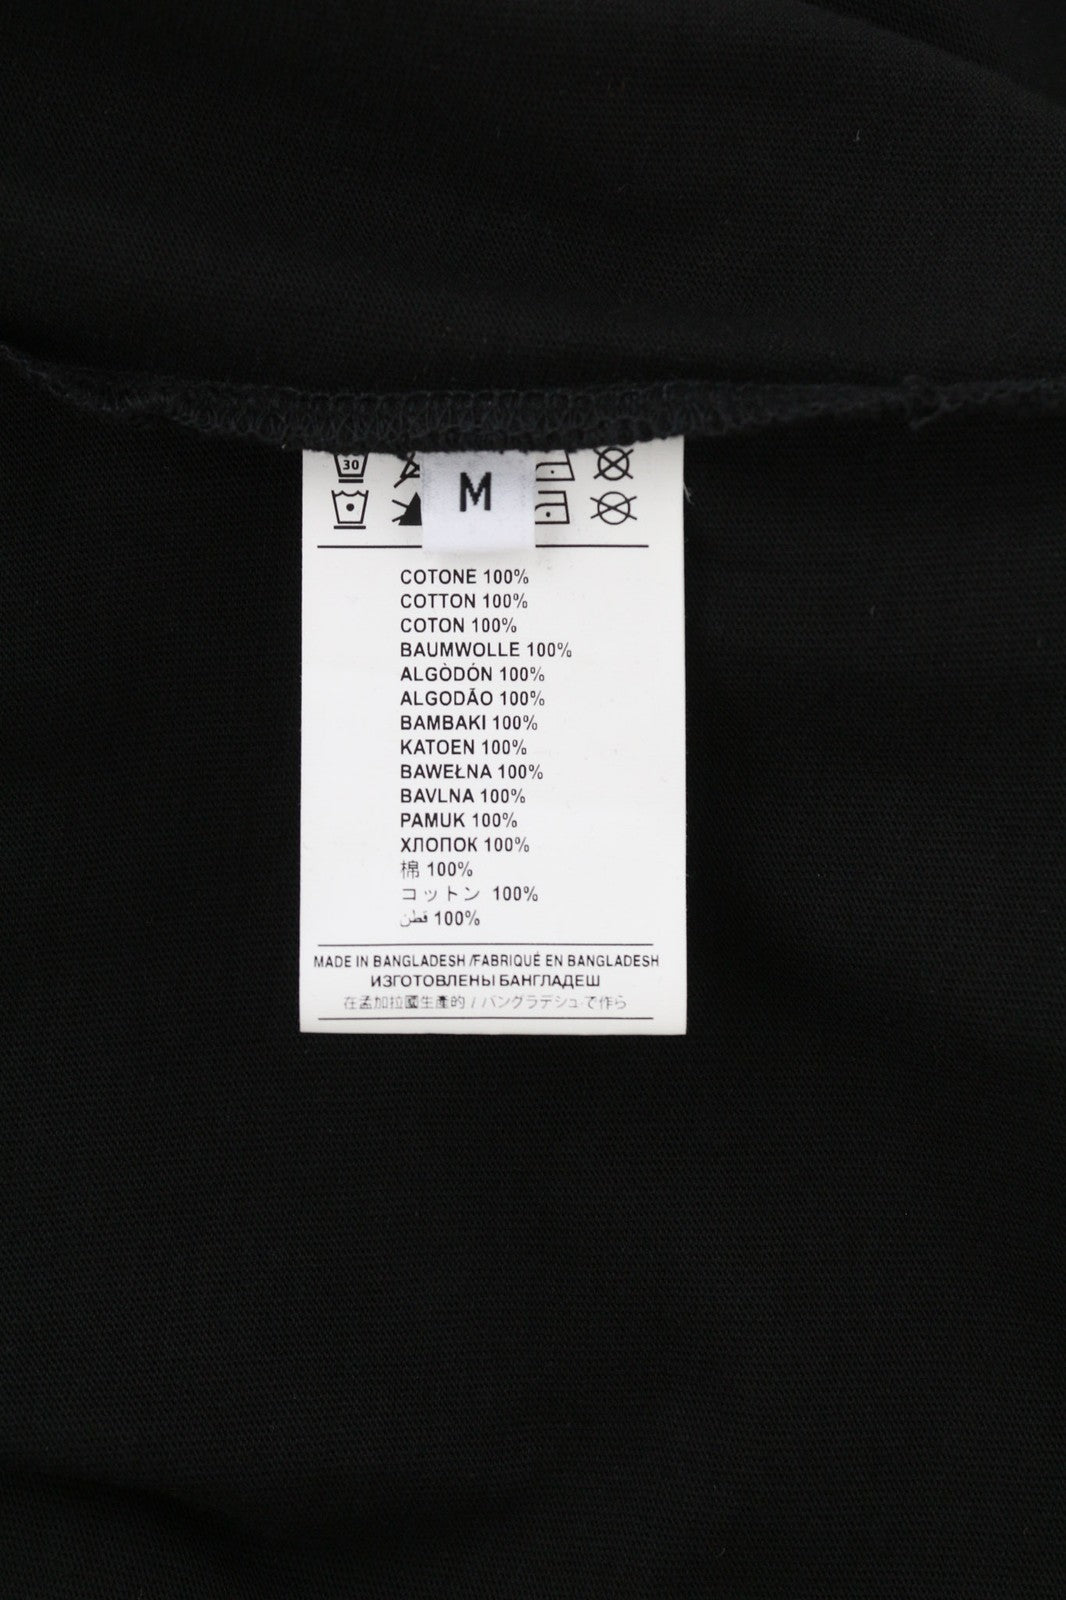 30
M
COTONE 100%
COTTON 100%
COTON 100%
BAUMWOLLE 100%
ALGÒDÓN 100%
ALGODÃO 100%
BAMBAKI 100%
KATOEN 100%
BAWEŁNA 100%
BAVLNA 100%
PAMUK 100%
ХЛОПОК 100%
棉 100%
コットン 100%
قطن 100%
MADE IN BANGLADESH /FABRIQUÉ EN BANGLADESH
ИЗГОТОВЛЕНЫ БАНГЛАДЕШ
在孟加拉國生產的 / バングラデシュで作ら